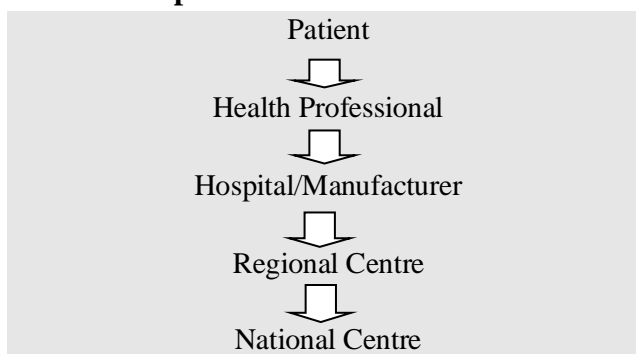 Patient
Health Professional
Hospital/Manufacturer
Regional Centre
National Centre